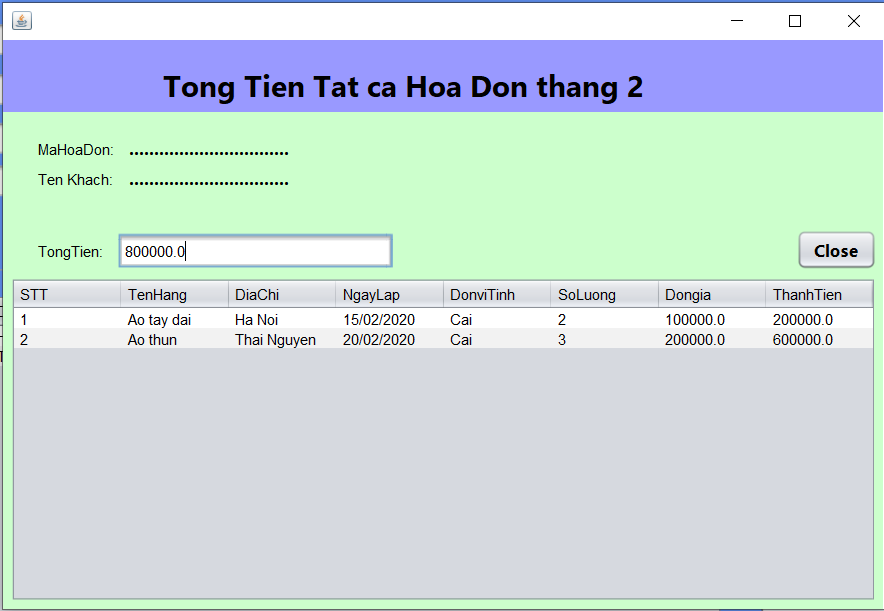 Tong Tien Tat ca Hoa Don thang 2
MaHoaDon: ................................
Ten Khach: ................................
TongTien: 800000.0
Close
STT TenHang DiaChi NgayLap DonviTinh SoLuong Dongia ThanhTien
1 Ao tay dai Ha Noi 15/02/2020 Cai 2 100000.0 200000.0
2 Ao thun Thai Nguyen 20/02/2020 Cai 3 200000.0 600000.0